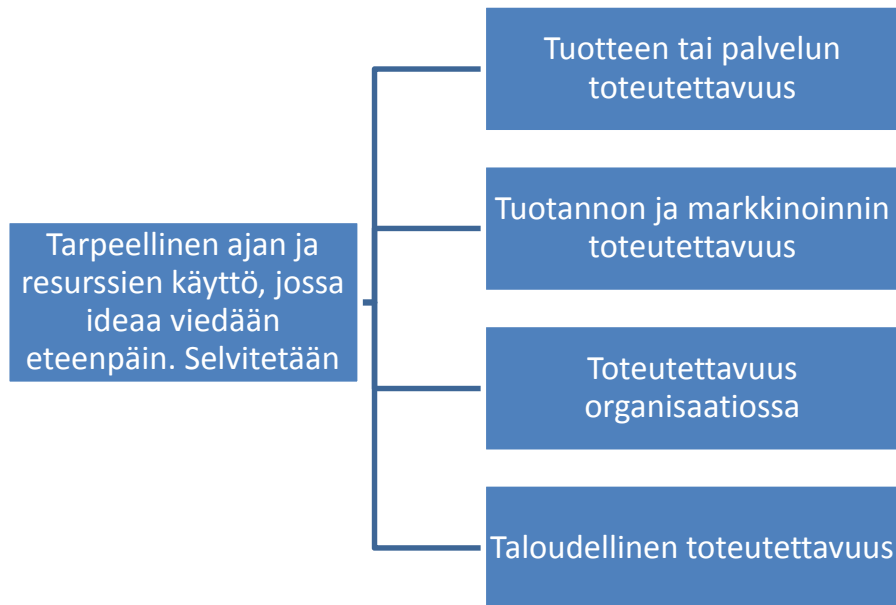 Tarpeellinen ajan ja
resurssien käyttö, jossa
ideaa viedään
eteenpäin. Selvitetään
Tuotteen tai palvelun
toteutettavuus
Tuotannon ja markkinoinnin
toteutettavuus
Toteutettavuus
organisaatiossa
Taloudellinen toteutettavuus